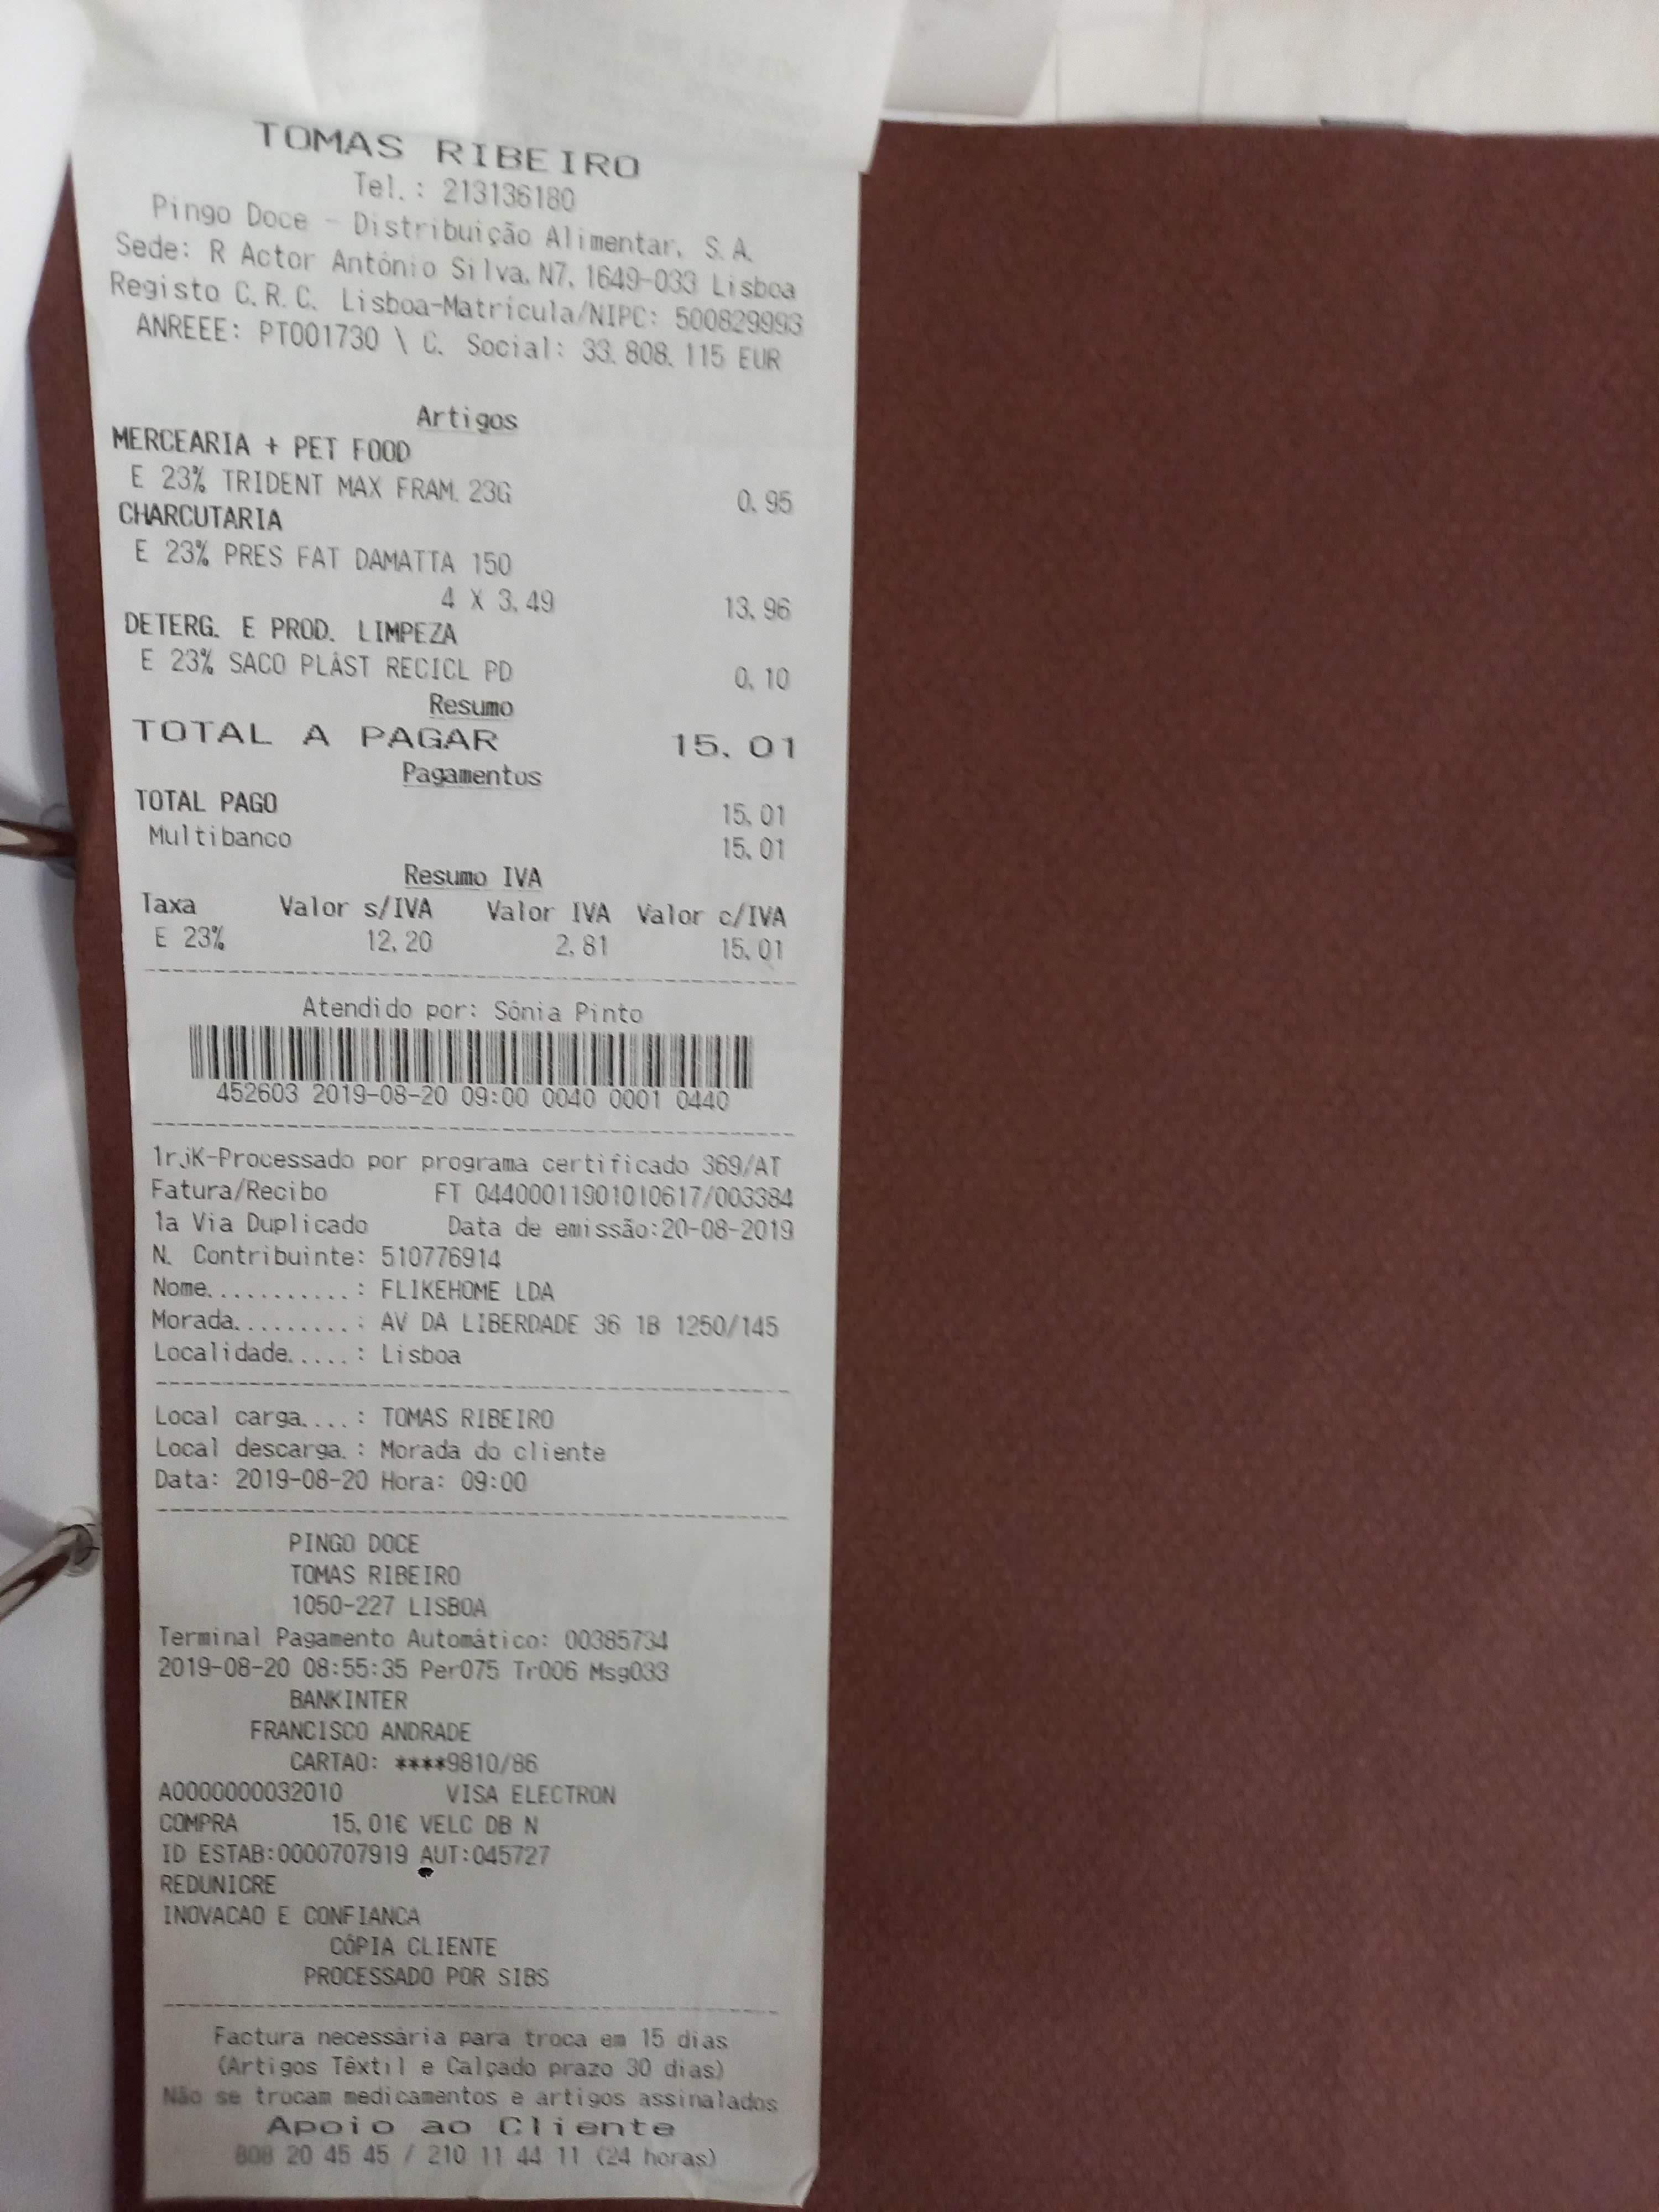 TOMAS RIBEIRO
Tel.: 213136180
Pingo Doce - Distribuição Alimentar, S.A.
Sede: R Actor António Silva, N7, 1649-033 Lisboa
Registo C.R.C. Lisboa-Matrícula/NIPC: 500829993
ANREEE: PT001730 \ C. Social: 33.808.115 EUR
Artigos
MERCEARIA + PET FOOD
E 23% TRIDENT MAX FRAM. 23G 0,95
CHARCUTARIA
E 23% PRES FAT DAMATTA 150
4 X 3,49 13,96
DETERG. E PROD. LIMPEZA
E 23% SACO PLÁST RECICL PD 0,10
Resumo
TOTAL A PAGAR 15,01
Pagamentos
TOTAL PAGO 15,01
Multibanco 15,01
Resumo IVA
Taxa Valor s/IVA Valor IVA Valor c/IVA
E 23% 12,20 2,81 15,01
Atendido por: Sónia Pinto
452603 2019-08-20 09:00 0040 0001 0440
1rjK-Processado por programa certificado 369/AT
Fatura/Recibo FT 04400011901010617/003384
1a Via Duplicado Data de emissão:20-08-2019
N. Contribuinte: 510776914
Nome...........: FLIKEHOME LDA
Morada.........: AV DA LIBERDADE 36 1B 1250/145
Localidade.....: Lisboa
Local carga....: TOMAS RIBEIRO
Local descarga.: Morada do cliente
Data: 2019-08-20 Hora: 09:00
PINGO DOCE
TOMAS RIBEIRO
1050-227 LISBOA
Terminal Pagamento Automático: 00385734
2019-08-20 08:55:35 Per075 Tr006 Msg033
BANKINTER
FRANCISCO ANDRADE
CARTAO: ****9810/86
A0000000032010 VISA ELECTRON
COMPRA 15,01€ VELC DB N
ID ESTAB:0000707919 AUT:045727
REDUNICRE
INOVACAO E CONFIANCA
CÓPIA CLIENTE
PROCESSADO POR SIBS
Factura necessária para troca em 15 dias
(Artigos Têxtil e Calçado prazo 30 dias)
Não se trocam medicamentos e artigos assinalados
Apoio ao Cliente
808 20 45 45 / 210 11 44 11 (24 horas)